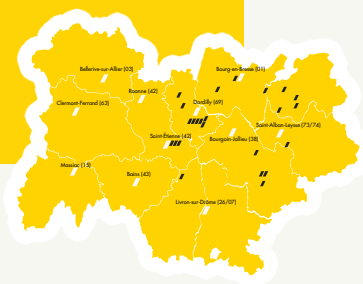 Bellerive-sur-Allier (03)
Bourg-en-Bresse (01)
Roanne (42)
Clermont-Ferrand (63)
Dardilly (69)
Saint-Alban-Leysse (73/74)
Saint-Étienne (42)
Bourgoin-Jallieu (38)
Massiac (15)
Bains (43)
Livron-sur-Drôme (26/07)